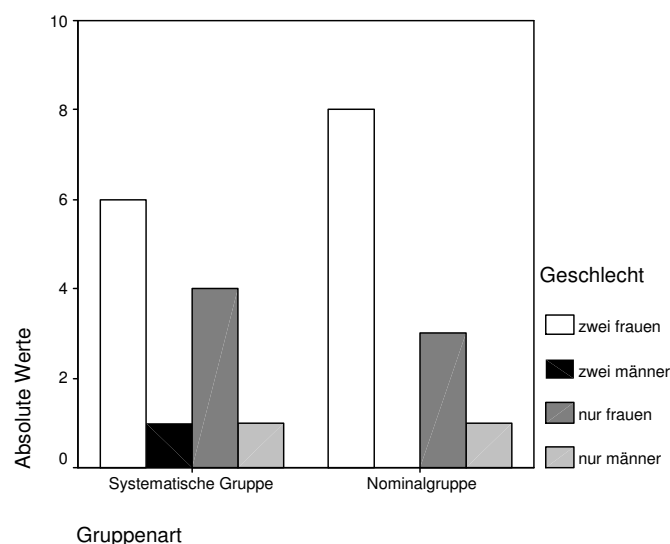 10
8
6
4
2
0
Absolute Werte
Systematische Gruppe
Nominalgruppe
Gruppenart
Geschlecht
zwei frauen
zwei männer
nur frauen
nur männer